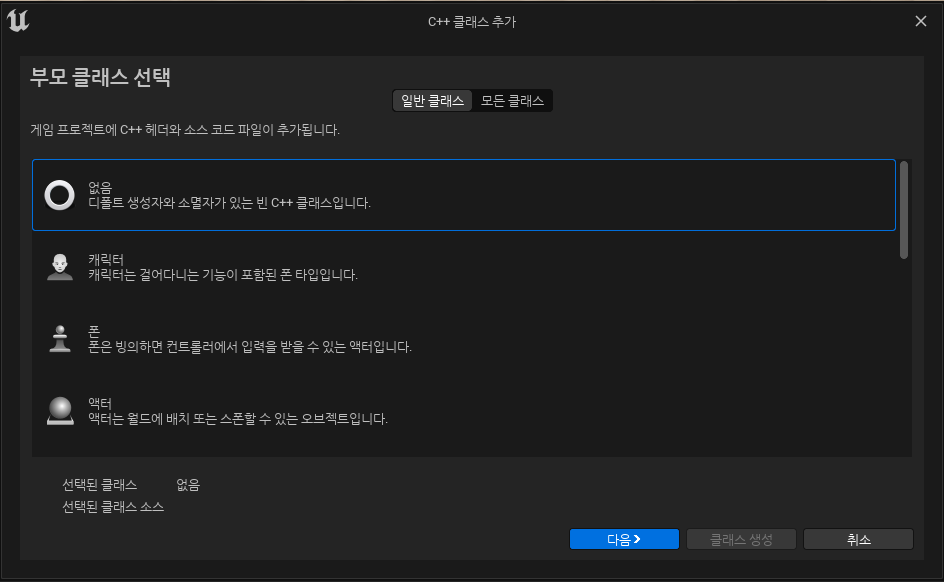 C++ 클래스 추가
부모 클래스 선택
일반 클래스 모든 클래스
게임 프로젝트에 C++ 헤더와 소스 코드 파일이 추가됩니다.
없음
디폴트 생성자와 소멸자가 있는 빈 C++ 클래스입니다.
캐릭터
캐릭터는 걸어다니는 기능이 포함된 폰 타입입니다.
폰
폰은 빙의하면 컨트롤러에서 입력을 받을 수 있는 액터입니다.
액터
액터는 월드에 배치 또는 스폰할 수 있는 오브젝트입니다.
선택된 클래스 없음
선택된 클래스 소스
다음 클래스 생성 취소